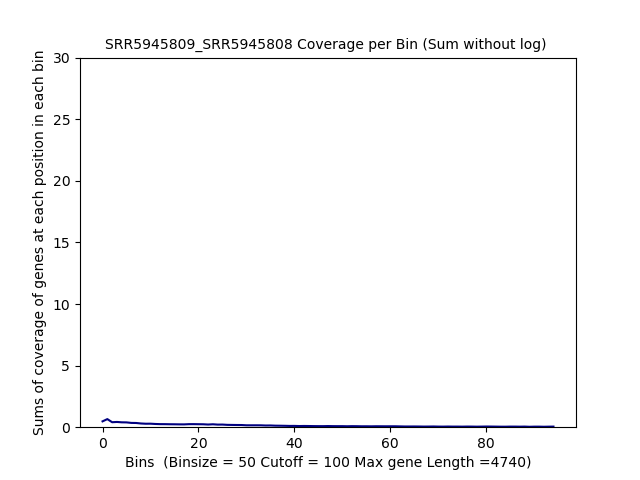 SRR5945809_SRR5945808 Coverage per Bin (Sum without log)
Sums of coverage of genes at each position in each bin
30
25
20
15
10
5
0
0 20 40 60 80
Bins  (Binsize = 50 Cutoff = 100 Max gene Length =4740)